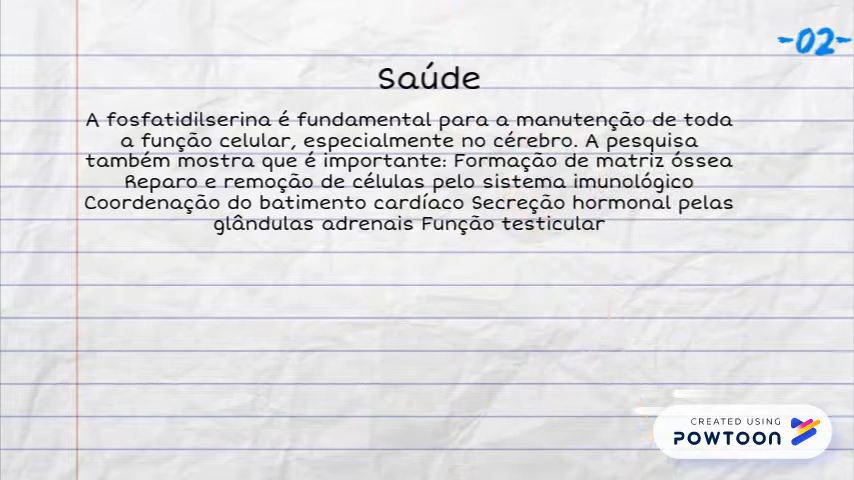 -02-
Saúde
A fosfatidilserina é fundamental para a manutenção de toda
a função celular, especialmente no cérebro. A pesquisa
também mostra que é importante: Formação de matriz óssea
Reparo e remoção de células pelo sistema imunológico
Coordenação do batimento cardíaco Secreção hormonal pelas
glândulas adrenais Função testicular
CREATED USING
POWTOON